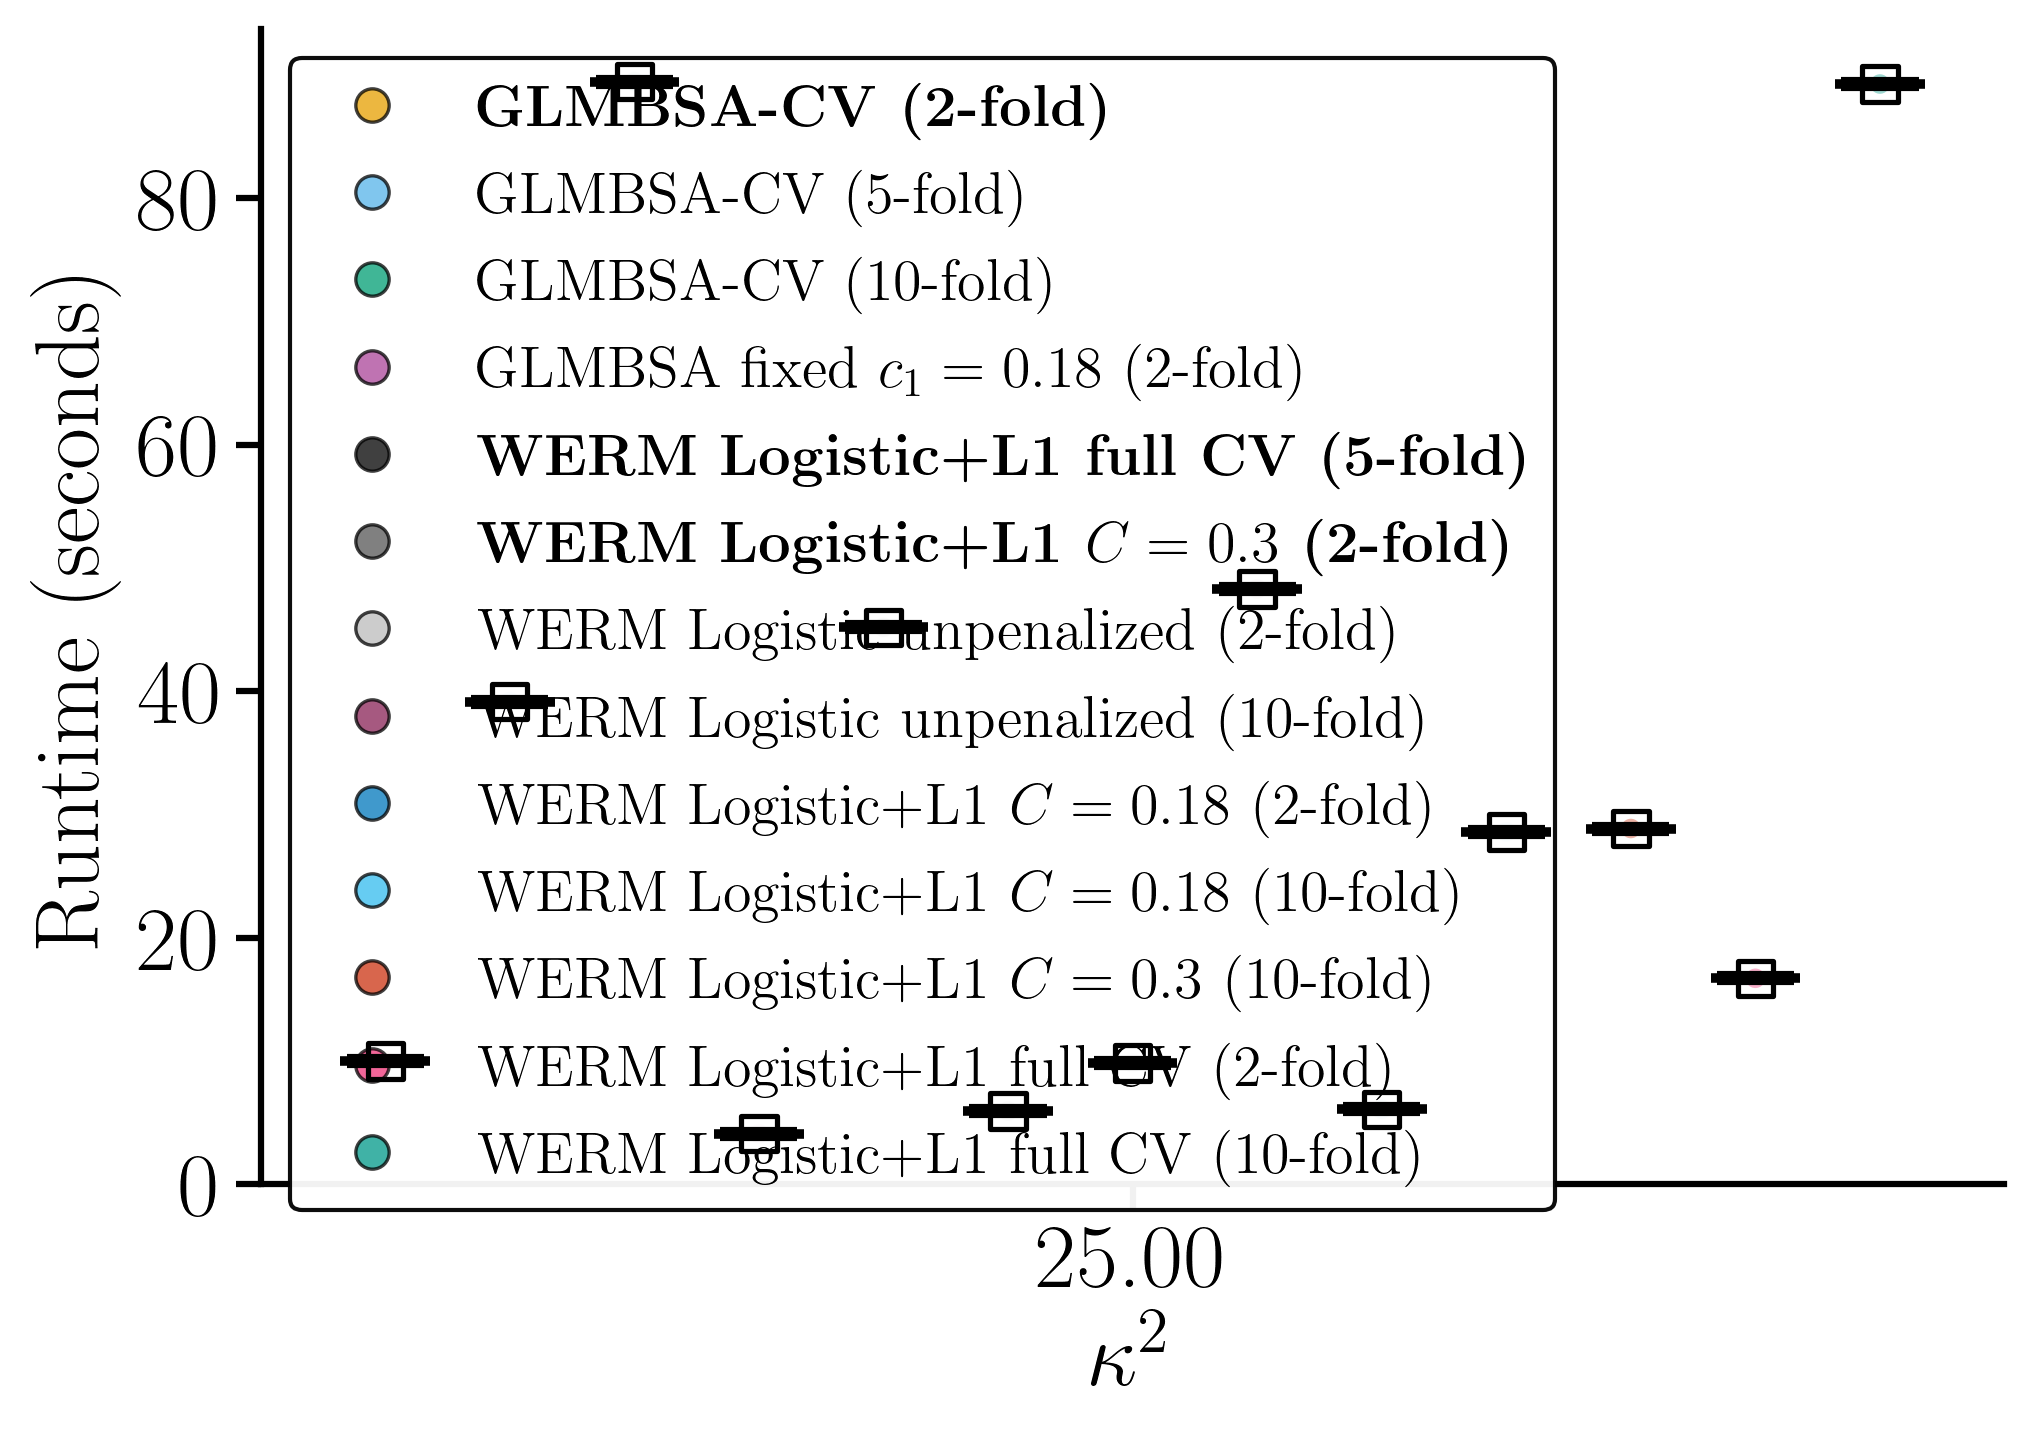 GLMBSA-CV (2-fold)
GLMBSA-CV (5-fold)
GLMBSA-CV (10-fold)
GLMBSA fixed c₁ = 0.18 (2-fold)
WERM Logistic+L1 full CV (5-fold)
WERM Logistic+L1 C = 0.3 (2-fold)
WERM Logistic unpenalized (2-fold)
WERM Logistic unpenalized (10-fold)
WERM Logistic+L1 C = 0.18 (2-fold)
WERM Logistic+L1 C = 0.18 (10-fold)
WERM Logistic+L1 C = 0.3 (10-fold)
WERM Logistic+L1 full CV (2-fold)
WERM Logistic+L1 full CV (10-fold)
Runtime (seconds)
80
60
40
20
0
25.00
κ²